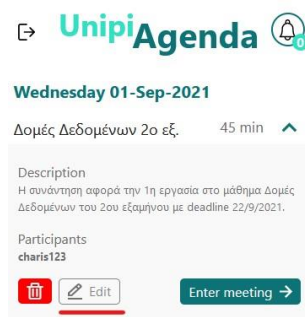 UnipiAgenda
0
Wednesday 01-Sep-2021
Δομές Δεδομένων 2ο εξ. 45 min
Description
Η συνάντηση αφορά την 1η εργασία στο μάθημα Δομές
Δεδομένων του 2ου εξαμήνου με deadline 22/9/2021.
Participants
charis123
Edit Enter meeting →